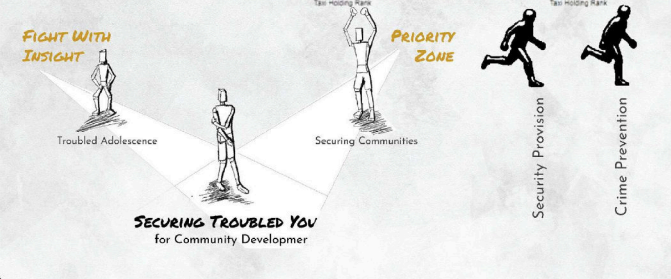 Taxi Holding Rank
Taxi Holding Rank
FIGHT WITH
INSIGHT
PRIORITY
ZONE
Troubled Adolescence
Securing Communities
SECURING TROUBLED YOU
for Community Developmer
Security Provision
Crime Prevention